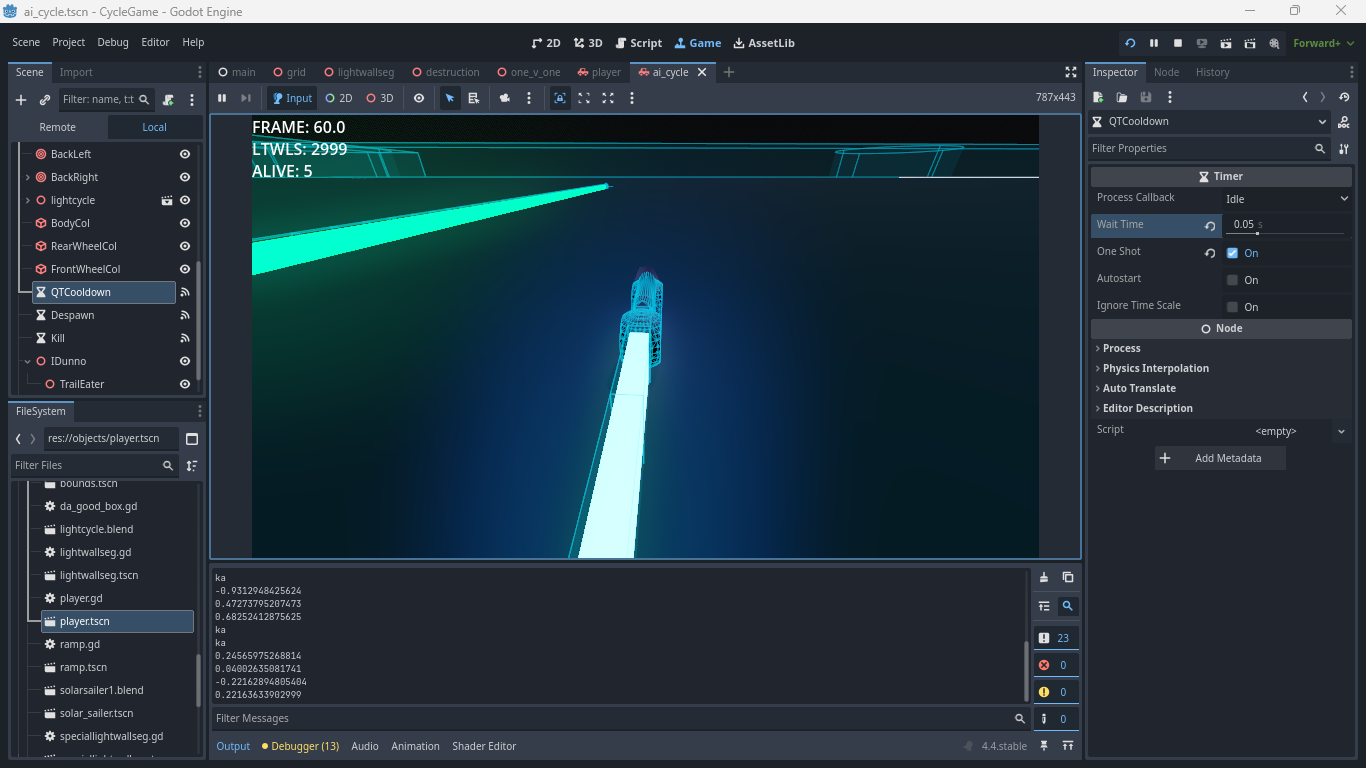 ai_cycle.tscn - CycleGame - Godot Engine
Scene Project Debug Editor Help
2D 3D Script Game AssetLib
Forward+
Scene Import
main grid lightwallseg destruction one_v_one player ai_cycle
Inspector Node History
Filter: name, t:t
Input 2D 3D
787x443
Remote Local
QTCooldown
DOC
Filter Properties
BackLeft
BackRight
lightcycle
BodyCol
RearWheelCol
FrontWheelCol
QTCooldown
Despawn
Kill
IDunno
TrailEater
FRAME: 60.0
LTWLS: 2999
ALIVE: 5
Timer
Process Callback Idle
Wait Time 0.05 s
One Shot On
Autostart On
Ignore Time Scale On
Node
Process
Physics Interpolation
Auto Translate
Editor Description
Script <empty>
Add Metadata
FileSystem
res://objects/player.tscn
Filter Files
bounds.tscn
da_good_box.gd
lightcycle.blend
lightwallseg.gd
lightwallseg.tscn
player.gd
player.tscn
ramp.gd
ramp.tscn
solarsailer1.blend
solar_sailer.tscn
speciallightwallseg.gd
ka
-0.9312948425624
0.47273795207473
0.68252412875625
ka
ka
0.24565975268814
0.04002635081741
-0.22162894805404
0.22163633902999
23
0
0
0
Filter Messages
Output Debugger (13) Audio Animation Shader Editor
4.4.stable